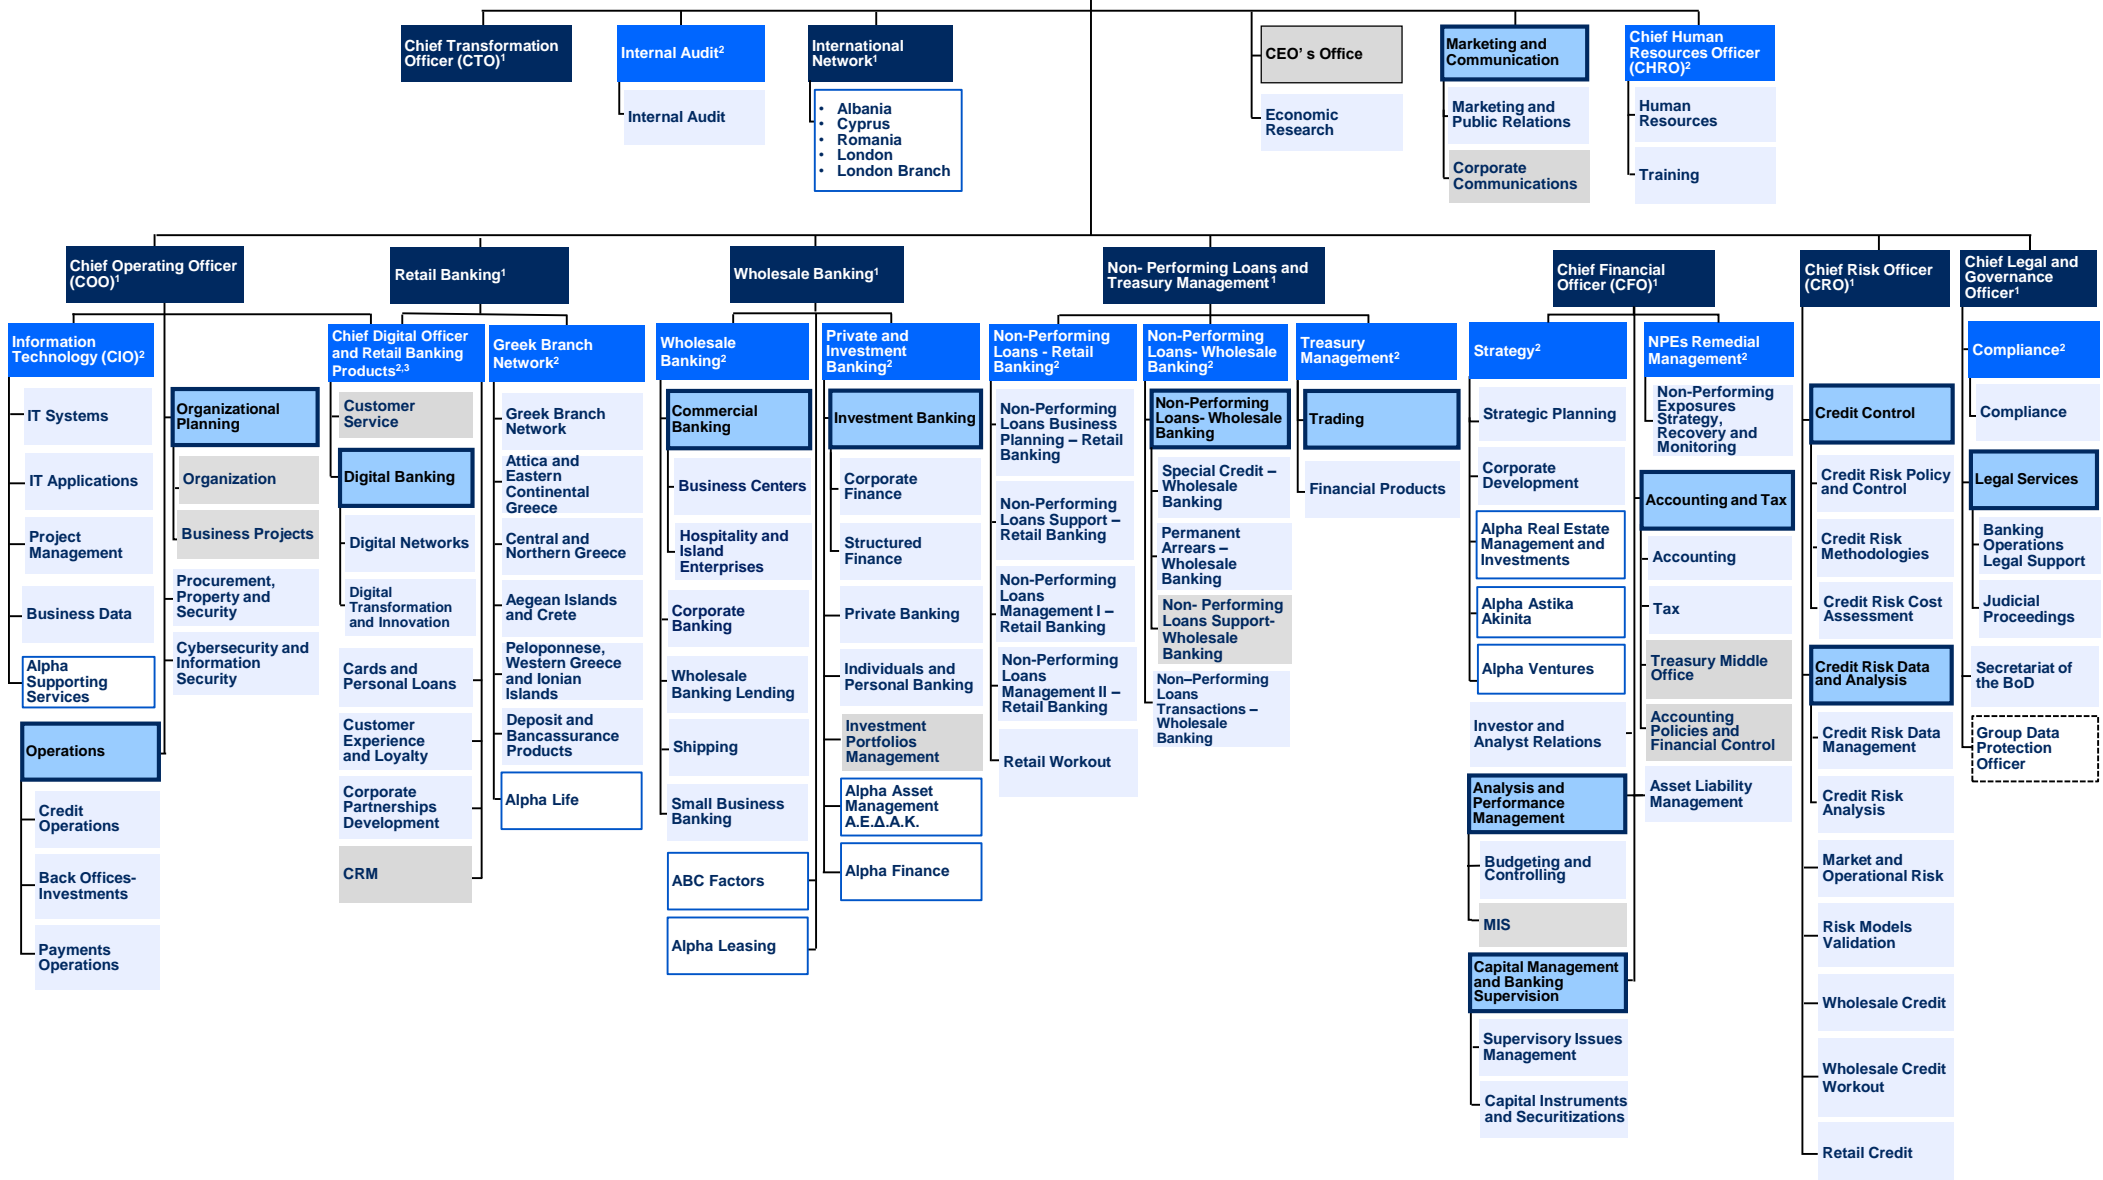 Chief Transformation
Officer (CTO)1
Internal Audit2
Internal Audit
International
Network1
• Albania
• Cyprus
• Romania
• London
• London Branch
CEO' s Office
Economic
Research
Marketing and
Communication
Marketing and
Public Relations
Corporate
Communications
Chief Human
Resources Officer
(CHRO)2
Human
Resources
Training
Chief Operating Officer
(COO)1
Information
Technology (CIO)2
IT Systems
IT Applications
Project
Management
Business Data
Alpha
Supporting
Services
Operations
Credit
Operations
Back Offices-
Investments
Payments
Operations
Organizational
Planning
Organization
Business Projects
Procurement,
Property and
Security
Cybersecurity and
Information
Security
Retail Banking1
Chief Digital Officer
and Retail Banking
Products2,3
Customer
Service
Digital Banking
Digital Networks
Digital
Transformation
and Innovation
Cards and
Personal Loans
Customer
Experience
and Loyalty
Corporate
Partnerships
Development
CRM
Greek Branch
Network2
Greek Branch
Network
Attica and
Eastern
Continental
Greece
Central and
Northern Greece
Aegean Islands
and Crete
Peloponnese,
Western Greece
and Ionian
Islands
Deposit and
Bancassurance
Products
Alpha Life
Wholesale Banking1
Wholesale
Banking2
Commercial
Banking
Business Centers
Hospitality and
Island
Enterprises
Corporate
Banking
Wholesale
Banking Lending
Shipping
Small Business
Banking
ABC Factors
Alpha Leasing
Private and
Investment
Banking2
Investment Banking
Corporate
Finance
Structured
Finance
Private Banking
Individuals and
Personal Banking
Investment
Portfolios
Management
Alpha Asset
Management
Α.Ε.Δ.Α.Κ.
Alpha Finance
Non- Performing Loans and
Treasury Management1
Non-Performing
Loans - Retail
Banking2
Non-Performing
Loans Business
Planning – Retail
Banking
Non-Performing
Loans Support –
Retail Banking
Non-Performing
Loans
Management I –
Retail Banking
Non-Performing
Loans
Management II –
Retail Banking
Retail Workout
Non-Performing
Loans- Wholesale
Banking2
Non-Performing
Loans- Wholesale
Banking
Special Credit –
Wholesale
Banking
Permanent
Arrears –
Wholesale
Banking
Non- Performing
Loans Support-
Wholesale
Banking
Non–Performing
Loans
Transactions –
Wholesale
Banking
Treasury
Management2
Trading
Financial Products
Chief Financial
Officer (CFO)1
Strategy2
Strategic Planning
Corporate
Development
Alpha Real Estate
Management and
Investments
Alpha Astika
Akinita
Alpha Ventures
Investor and
Analyst Relations
Analysis and
Performance
Management
Budgeting and
Controlling
MIS
Capital Management
and Banking
Supervision
Supervisory Issues
Management
Capital Instruments
and Securitizations
NPEs Remedial
Management2
Non-Performing
Exposures
Strategy,
Recovery and
Monitoring
Accounting and Tax
Accounting
Tax
Treasury Middle
Office
Accounting
Policies and
Financial Control
Asset Liability
Management
Chief Risk Officer
(CRO)1
Credit Control
Credit Risk Policy
and Control
Credit Risk
Methodologies
Credit Risk Cost
Assessment
Credit Risk Data
and Analysis
Credit Risk Data
Management
Credit Risk
Analysis
Market and
Operational Risk
Risk Models
Validation
Wholesale Credit
Wholesale Credit
Workout
Retail Credit
Chief Legal and
Governance
Officer1
Compliance2
Compliance
Legal Services
Banking
Operations
Legal Support
Judicial
Proceedings
Secretariat of
the BoD
Group Data
Protection
Officer